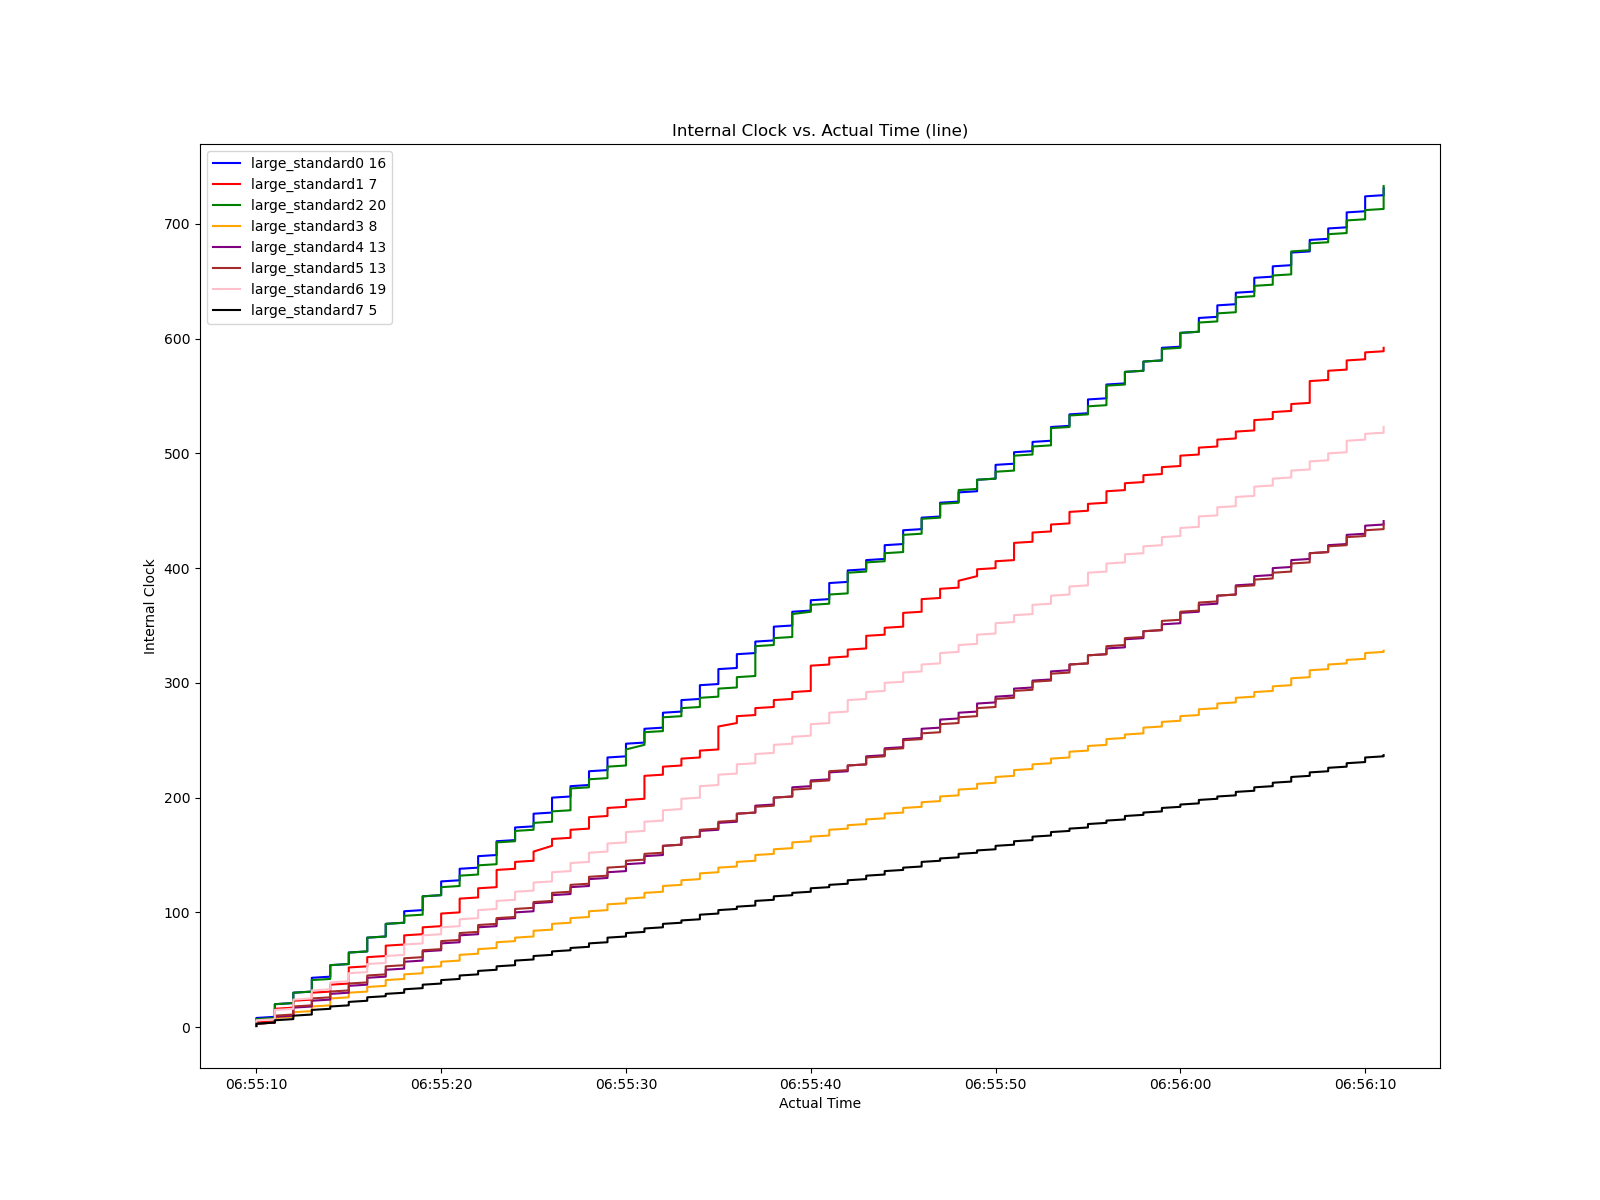 Internal Clock vs. Actual Time (line)
large_standard0 16
large_standard1 7
large_standard2 20
large_standard3 8
large_standard4 13
large_standard5 13
large_standard6 19
large_standard7 5
Internal Clock
700
600
500
400
300
200
100
0
06:55:10 06:55:20 06:55:30 06:55:40 06:55:50 06:56:00 06:56:10
Actual Time